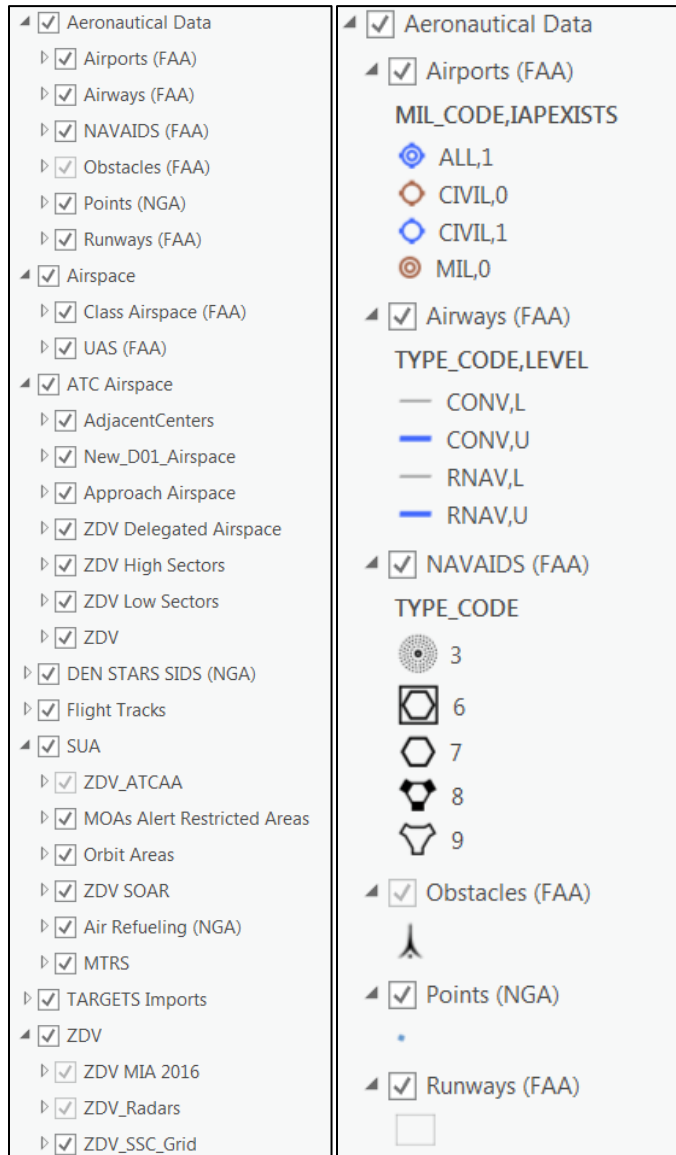 Aeronautical Data
Airports (FAA)
Airways (FAA)
NAVAIDS (FAA)
Obstacles (FAA)
Points (NGA)
Runways (FAA)
Airspace
Class Airspace (FAA)
UAS (FAA)
ATC Airspace
AdjacentCenters
New_D01_Airspace
Approach Airspace
ZDV Delegated Airspace
ZDV High Sectors
ZDV Low Sectors
ZDV
DEN STARS SIDS (NGA)
Flight Tracks
SUA
ZDV_ATCAA
MOAs Alert Restricted Areas
Orbit Areas
ZDV SOAR
Air Refueling (NGA)
MTRS
TARGETS Imports
ZDV
ZDV MIA 2016
ZDV_Radars
ZDV_SSC_Grid
Aeronautical Data
Airports (FAA)
MIL_CODE,IAPEXISTS
ALL,1
CIVIL,0
CIVIL,1
MIL,0
Airways (FAA)
TYPE_CODE,LEVEL
CONV,L
CONV,U
RNAV,L
RNAV,U
NAVAIDS (FAA)
TYPE_CODE
3
6
7
8
9
Obstacles (FAA)
Points (NGA)
Runways (FAA)